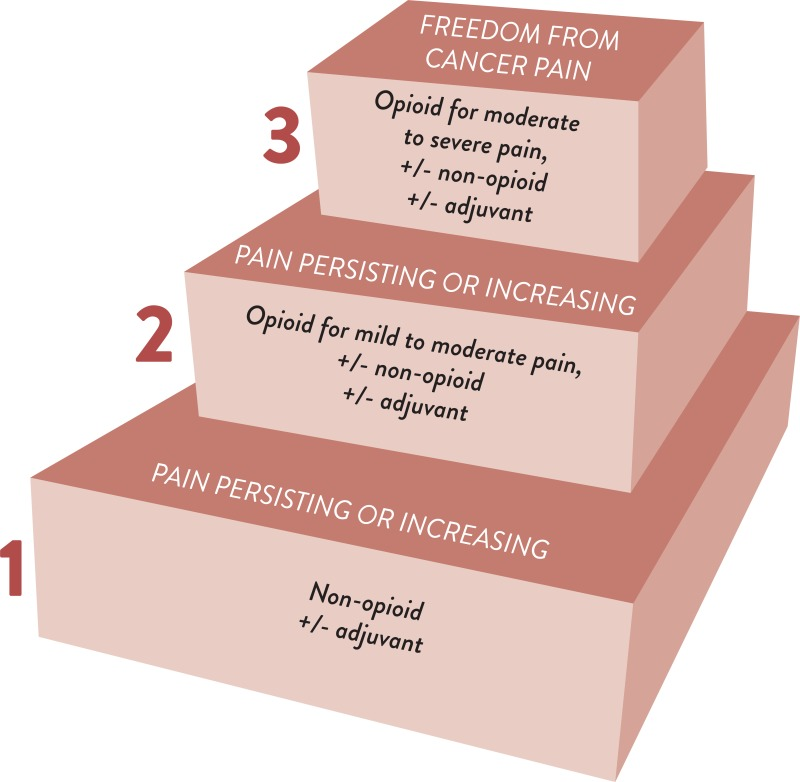 FREEDOM FROM
CANCER PAIN
3
Opioid for moderate
to severe pain,
+/- non-opioid
+/- adjuvant
PAIN PERSISTING OR INCREASING
2
Opioid for mild to moderate pain,
+/- non-opioid
+/- adjuvant
PAIN PERSISTING OR INCREASING
1
Non-opioid
+/- adjuvant